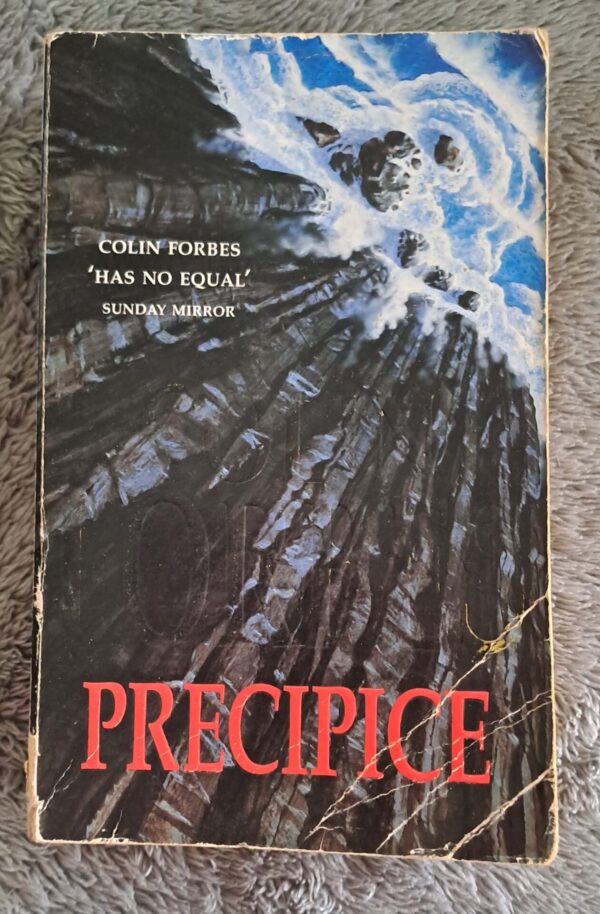 COLIN FORBES
‘HAS NO EQUAL’
SUNDAY MIRROR
PRECIPICE